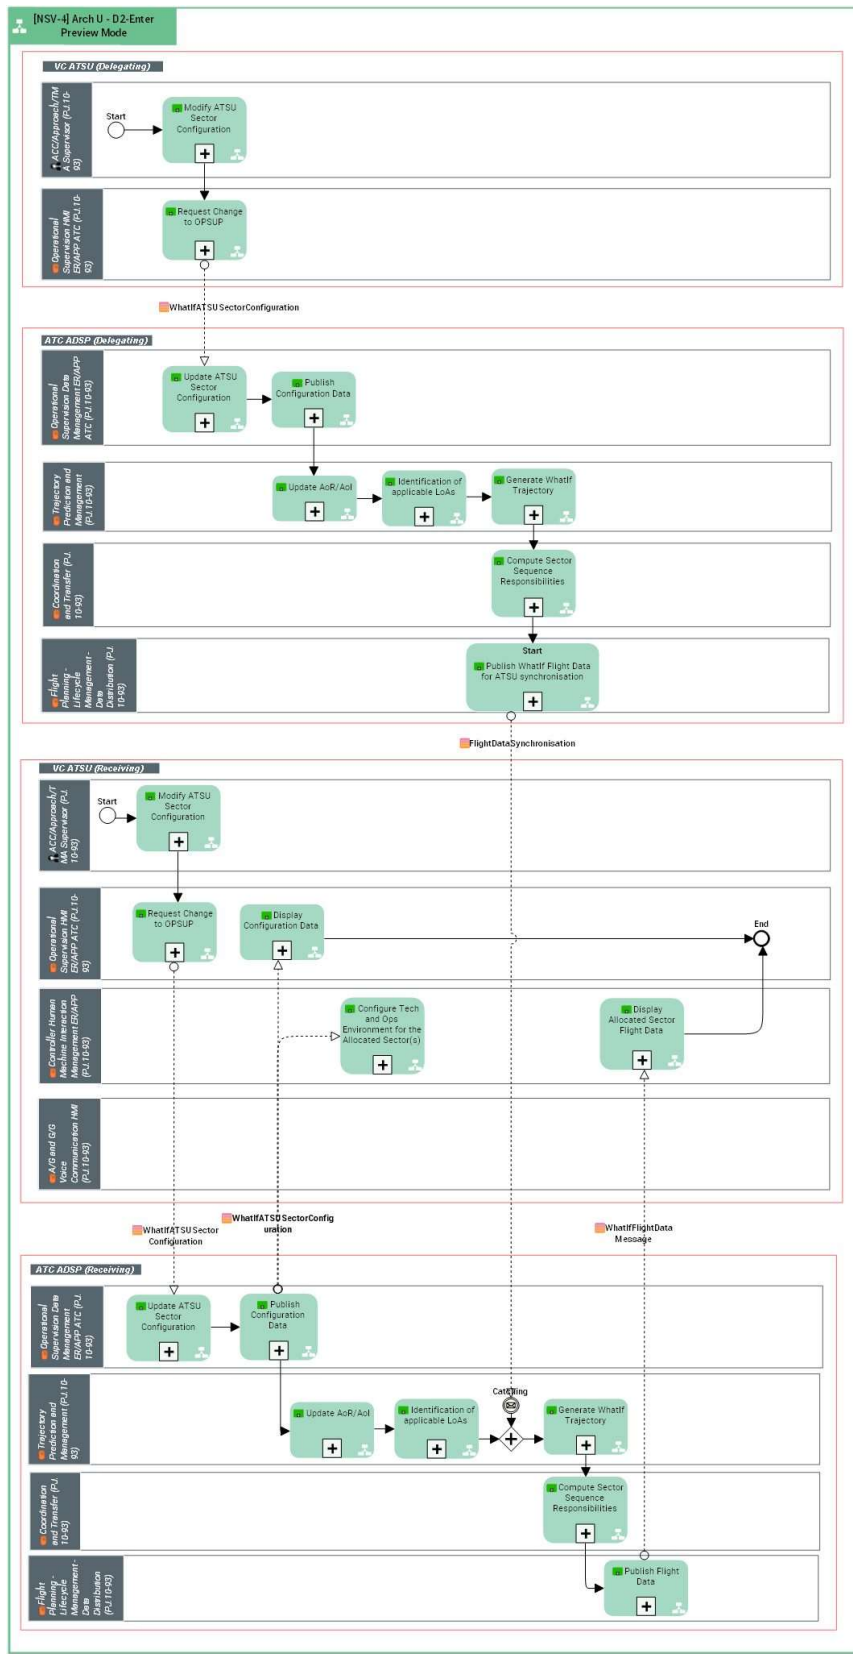 [NSV-4] Arch U - D2-Enter
Preview Mode
VC ATSU (Delegating)
ACC/Approach/TM
A Supervisor (PJ.10-
93)
Start
Modify ATSU
Sector
Configuration
Operational
Supervision HMI
ER/APP ATC (PJ.10-
93)
Request Change
to OPSUP
WhatIfATSUSectorConfiguration
ATC ADSP (Delegating)
Operational
Supervision Data
Management ER/APP
ATC (PJ.10-93)
Update ATSU
Sector
Configuration
Publish
Configuration Data
Trajectory
Prediction and
Management
(PJ.10-93)
Update AoR/AoI
Identification of
applicable LoAs
Generate WhatIf
Trajectory
Coordination
and Transfer (PJ.
10-93)
Compute Sector
Sequence
Responsibilities
Flight
Planning -
Lifecycle
Management -
Data
Distribution (PJ.
10-93)
Start
Publish WhatIf Flight Data
for ATSU synchronisation
FlightDataSynchronisation
VC ATSU (Receiving)
ACC/Approach/T
MA Supervisor (PJ.
10-93)
Start
Modify ATSU
Sector
Configuration
Operational
Supervision HMI
ER/APP ATC (PJ.10-
93)
Request Change
to OPSUP
Display
Configuration Data
End
Controller Human
Machine Interaction
Management ER/APP
(PJ.10-93)
Configure Tech
and Ops
Environment for the
Allocated Sector(s)
Display
Allocated Sector
Flight Data
A/G and G/G
Voice
Communication HMI
(PJ.10-93)
WhatIfATSUSector
Configuration
WhatIfATSUSectorConfig
uration
WhatIfFlightData
Message
ATC ADSP (Receiving)
Operational
Supervision Data
Management
ER/APP ATC (PJ.
10-93)
Update ATSU
Sector
Configuration
Publish
Configuration
Data
Trajectory
Prediction and
Management (PJ.10-
93)
Update AoR/AoI
Identification of
applicable LoAs
Catching
Generate WhatIf
Trajectory
Coordination
and Transfer (PJ.
10-93)
Compute Sector
Sequence
Responsibilities
Flight
Planning -
Lifecycle
Management -
Data
Distribution
(PJ.10-93)
Publish Flight
Data